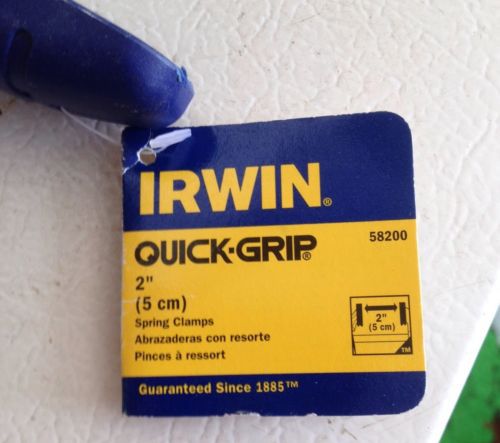 IRWIN®
QUICK-GRIP®
58200
2"
(5 cm)
Spring Clamps
Abrazaderas con resorte
Pinces à ressort
2"
(5 cm)
TM
Guaranteed Since 1885™